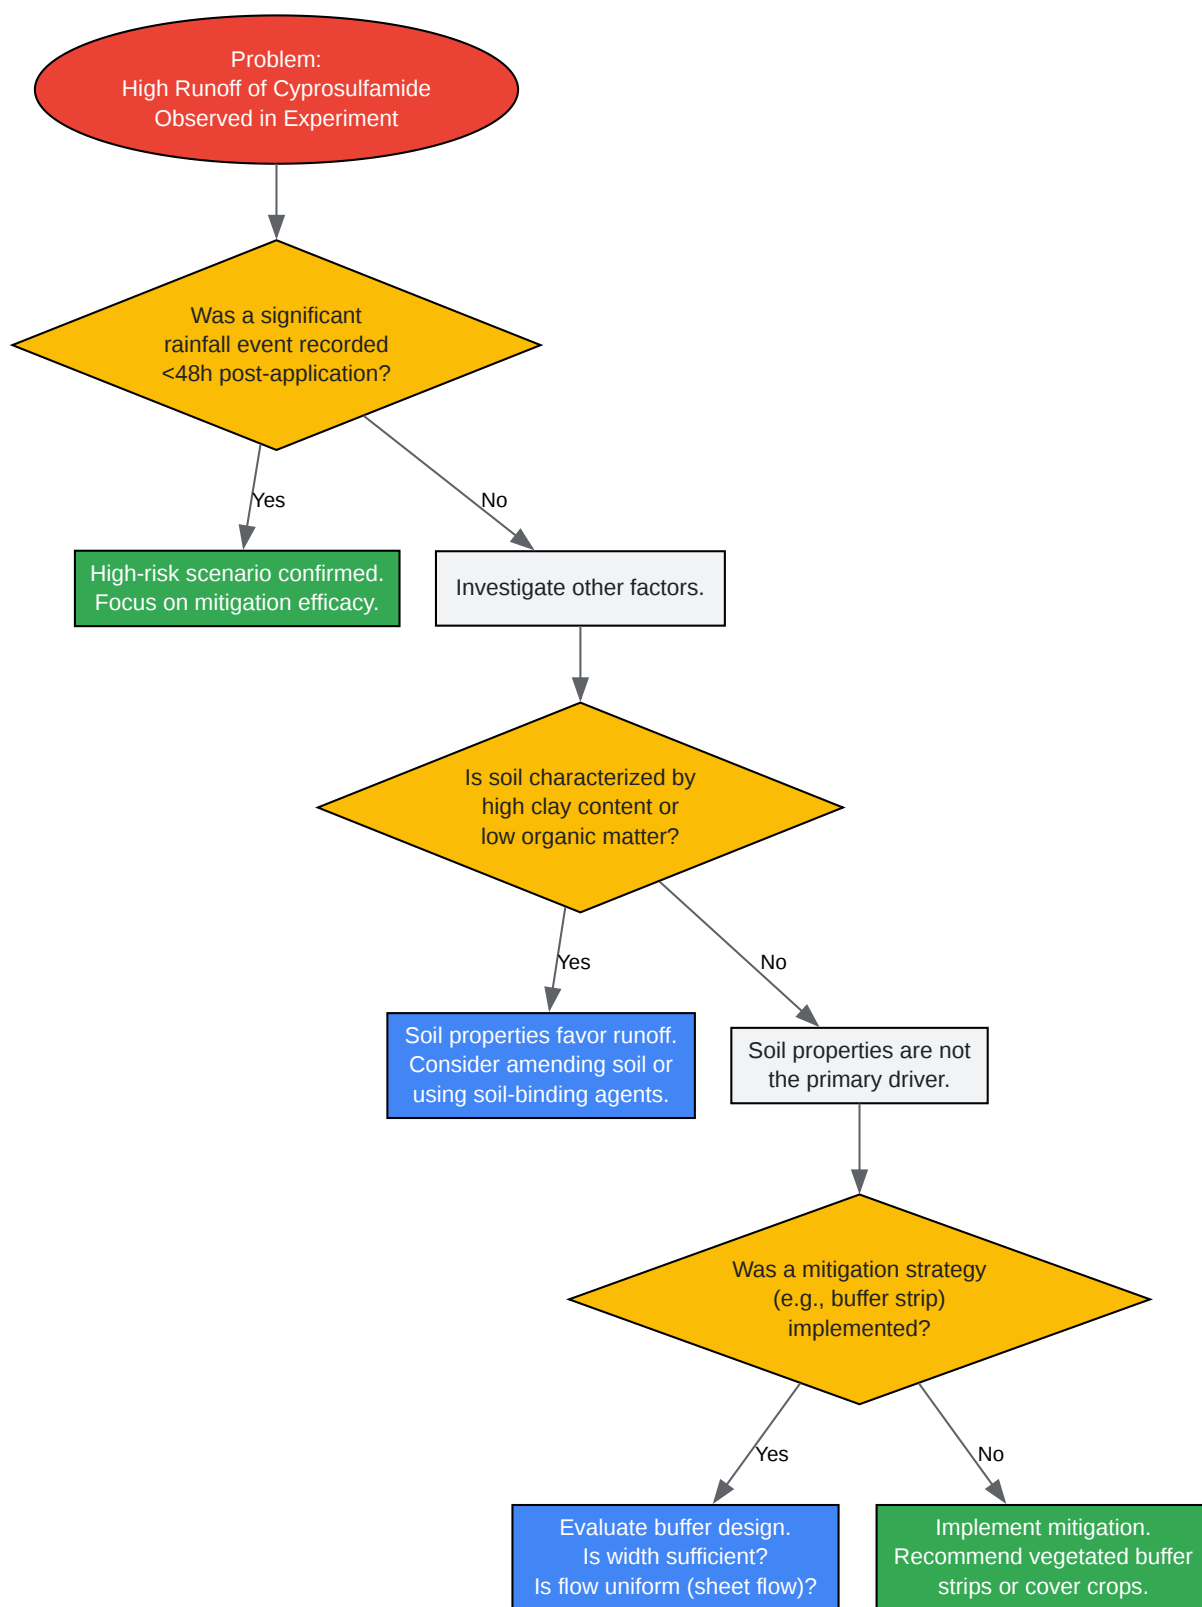 Problem:
High Runoff of Cyprosulfamide
Observed in Experiment
Was a significant
rainfall event recorded
<48h post-application?
Yes
No
High-risk scenario confirmed.
Focus on mitigation efficacy.
Investigate other factors.
Is soil characterized by
high clay content or
low organic matter?
Yes
No
Soil properties favor runoff.
Consider amending soil or
using soil-binding agents.
Soil properties are not
the primary driver.
Was a mitigation strategy
(e.g., buffer strip)
implemented?
Yes
No
Evaluate buffer design.
Is width sufficient?
Is flow uniform (sheet flow)?
Implement mitigation.
Recommend vegetated buffer
strips or cover crops.